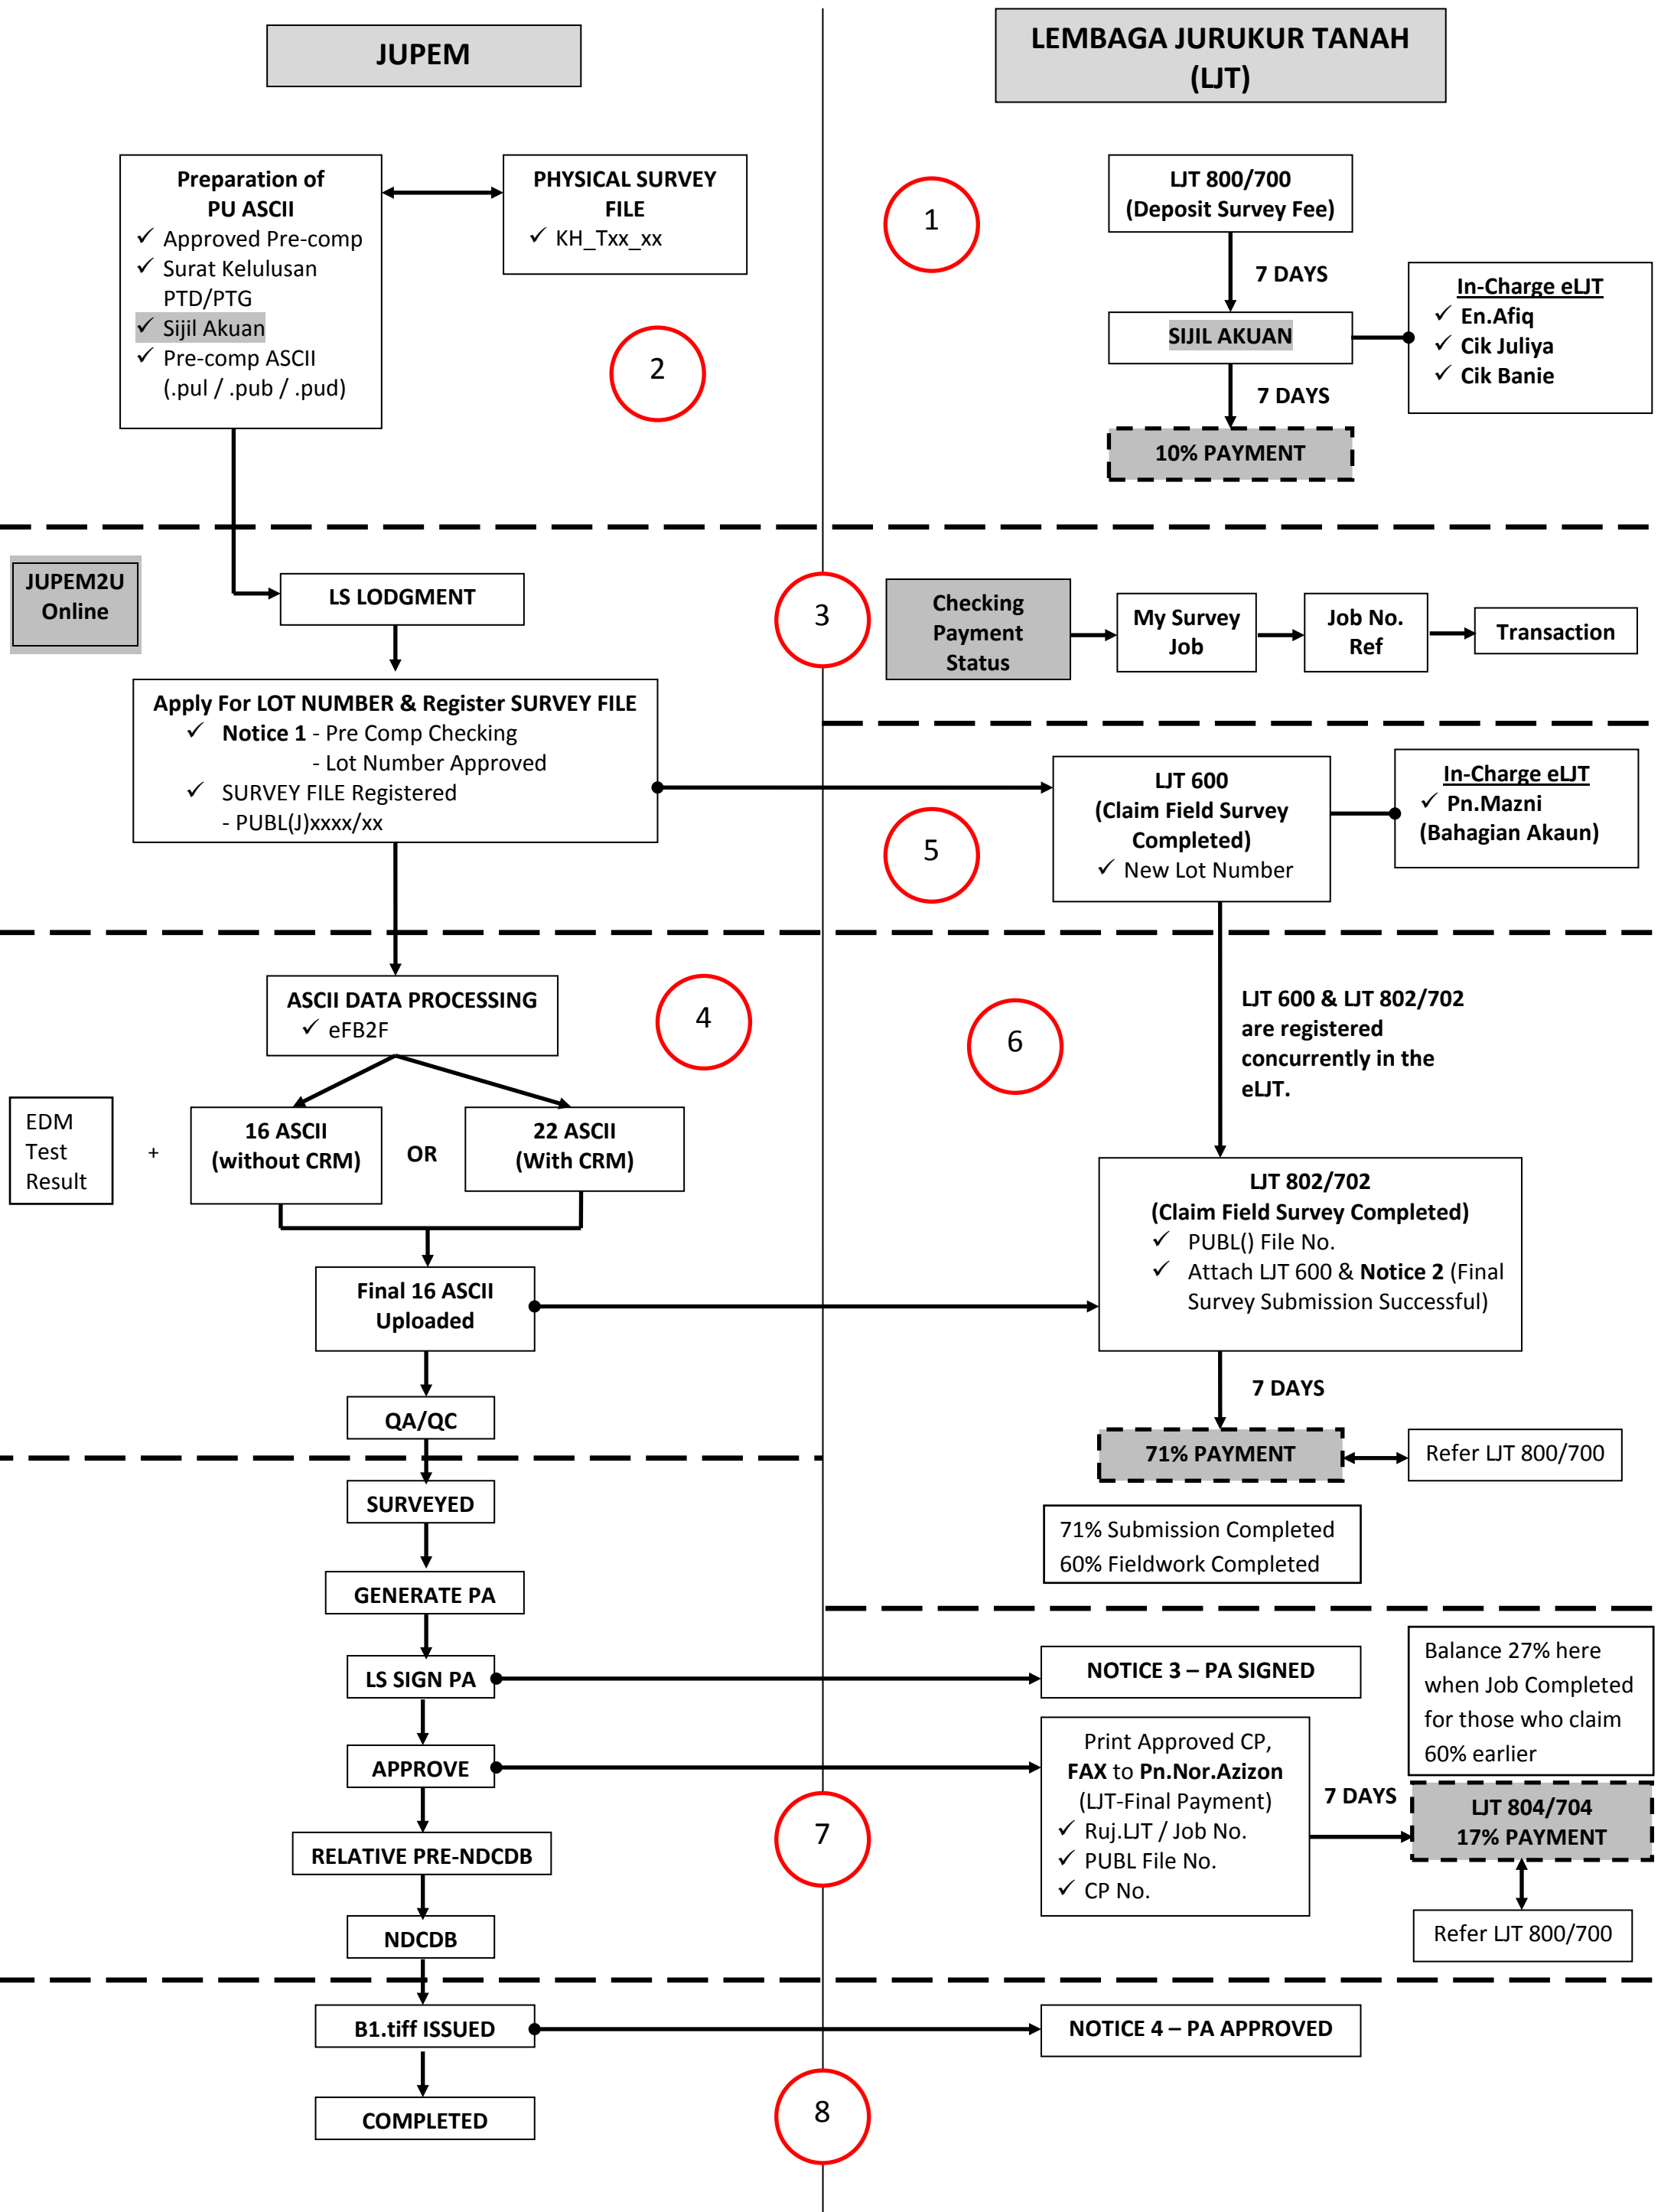 JUPEM
LEMBAGA JURUKUR TANAH
(LJT)
Preparation of
PU ASCII
✓ Approved Pre-comp
✓ Surat Kelulusan
PTD/PTG
✓ Sijil Akuan
✓ Pre-comp ASCII
(.pul / .pub / .pud)
PHYSICAL SURVEY
FILE
✓ KH_Txx_xx
1
2
LJT 800/700
(Deposit Survey Fee)
7 DAYS
SIJIL AKUAN
In-Charge eLJT
✓ En.Afiq
✓ Cik Juliya
✓ Cik Banie
7 DAYS
10% PAYMENT
JUPEM2U
Online
LS LODGMENT
3
Checking
Payment
Status
My Survey
Job
Job No.
Ref
Transaction
Apply For LOT NUMBER & Register SURVEY FILE
✓ Notice 1 - Pre Comp Checking
- Lot Number Approved
✓ SURVEY FILE Registered
- PUBL(J)xxxx/xx
5
LJT 600
(Claim Field Survey
Completed)
✓ New Lot Number
In-Charge eLJT
✓ Pn.Mazni
(Bahagian Akaun)
ASCII DATA PROCESSING
✓ eFB2F
4
6
LJT 600 & LJT 802/702
are registered
concurrently in the
eLJT.
EDM
Test
Result
+
16 ASCII
(without CRM)
OR
22 ASCII
(With CRM)
Final 16 ASCII
Uploaded
LJT 802/702
(Claim Field Survey Completed)
✓ PUBL() File No.
✓ Attach LJT 600 & Notice 2 (Final
Survey Submission Successful)
QA/QC
7 DAYS
71% PAYMENT
Refer LJT 800/700
SURVEYED
71% Submission Completed
60% Fieldwork Completed
GENERATE PA
LS SIGN PA
NOTICE 3 – PA SIGNED
Balance 27% here
when Job Completed
for those who claim
60% earlier
APPROVE
Print Approved CP,
FAX to Pn.Nor.Azizon
(LJT-Final Payment)
✓ Ruj.LJT / Job No.
✓ PUBL File No.
✓ CP No.
7 DAYS
LJT 804/704
17% PAYMENT
Refer LJT 800/700
7
RELATIVE PRE-NDCDB
NDCDB
B1.tiff ISSUED
NOTICE 4 – PA APPROVED
8
COMPLETED